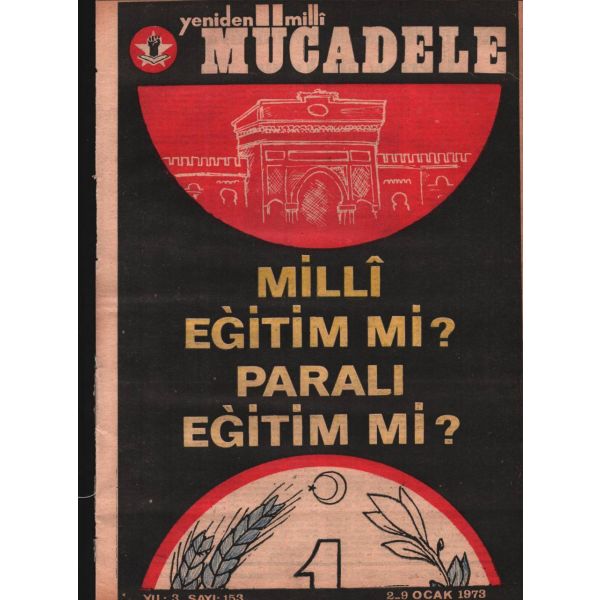 yeniden millî
MÜCADELE
MİLLÎ
EĞİTİM Mİ?
PARALI
EĞİTİM Mİ?
1
YIL: 3 SAYI: 153 2-9 OCAK 1973